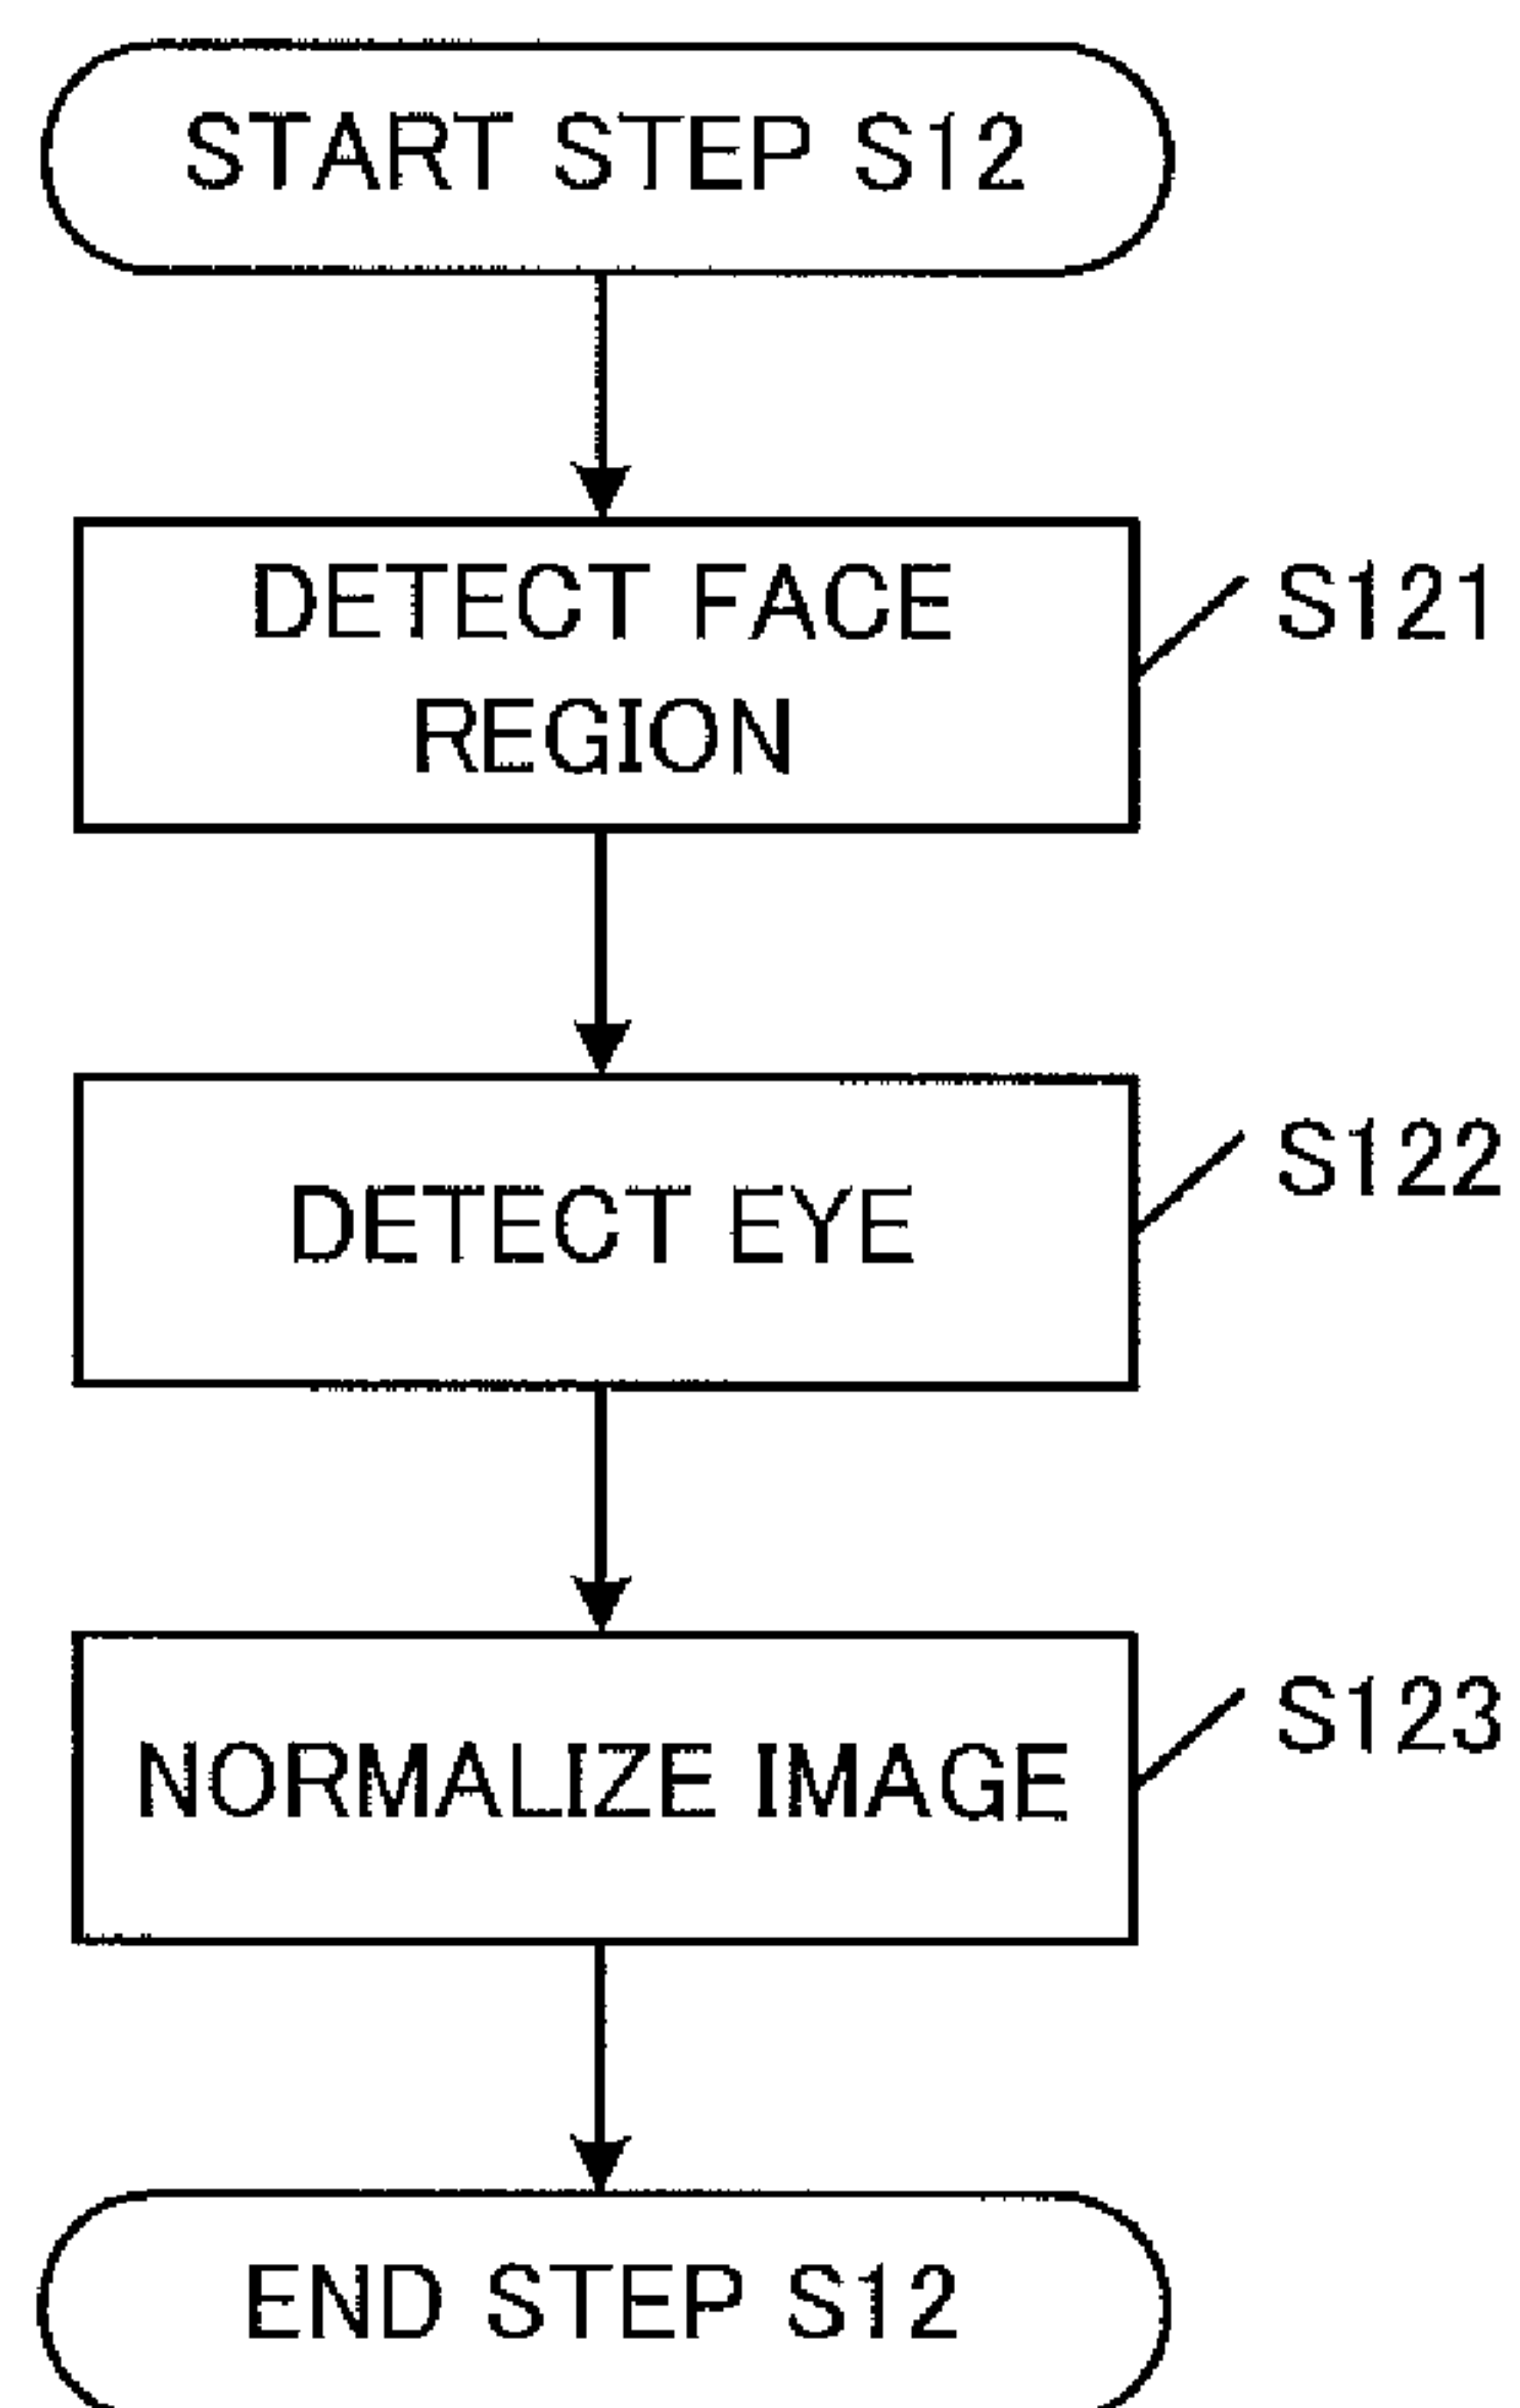 START STEP S12
DETECT FACE
REGION
S121
DETECT EYE
S122
NORMALIZE IMAGE
S123
END STEP S12